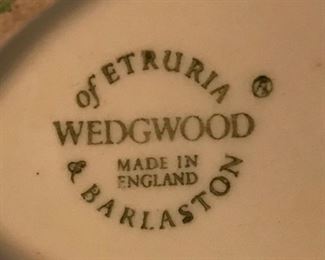 of ETRURIA
WEDGWOOD
MADE IN
ENGLAND
& BARLASTON